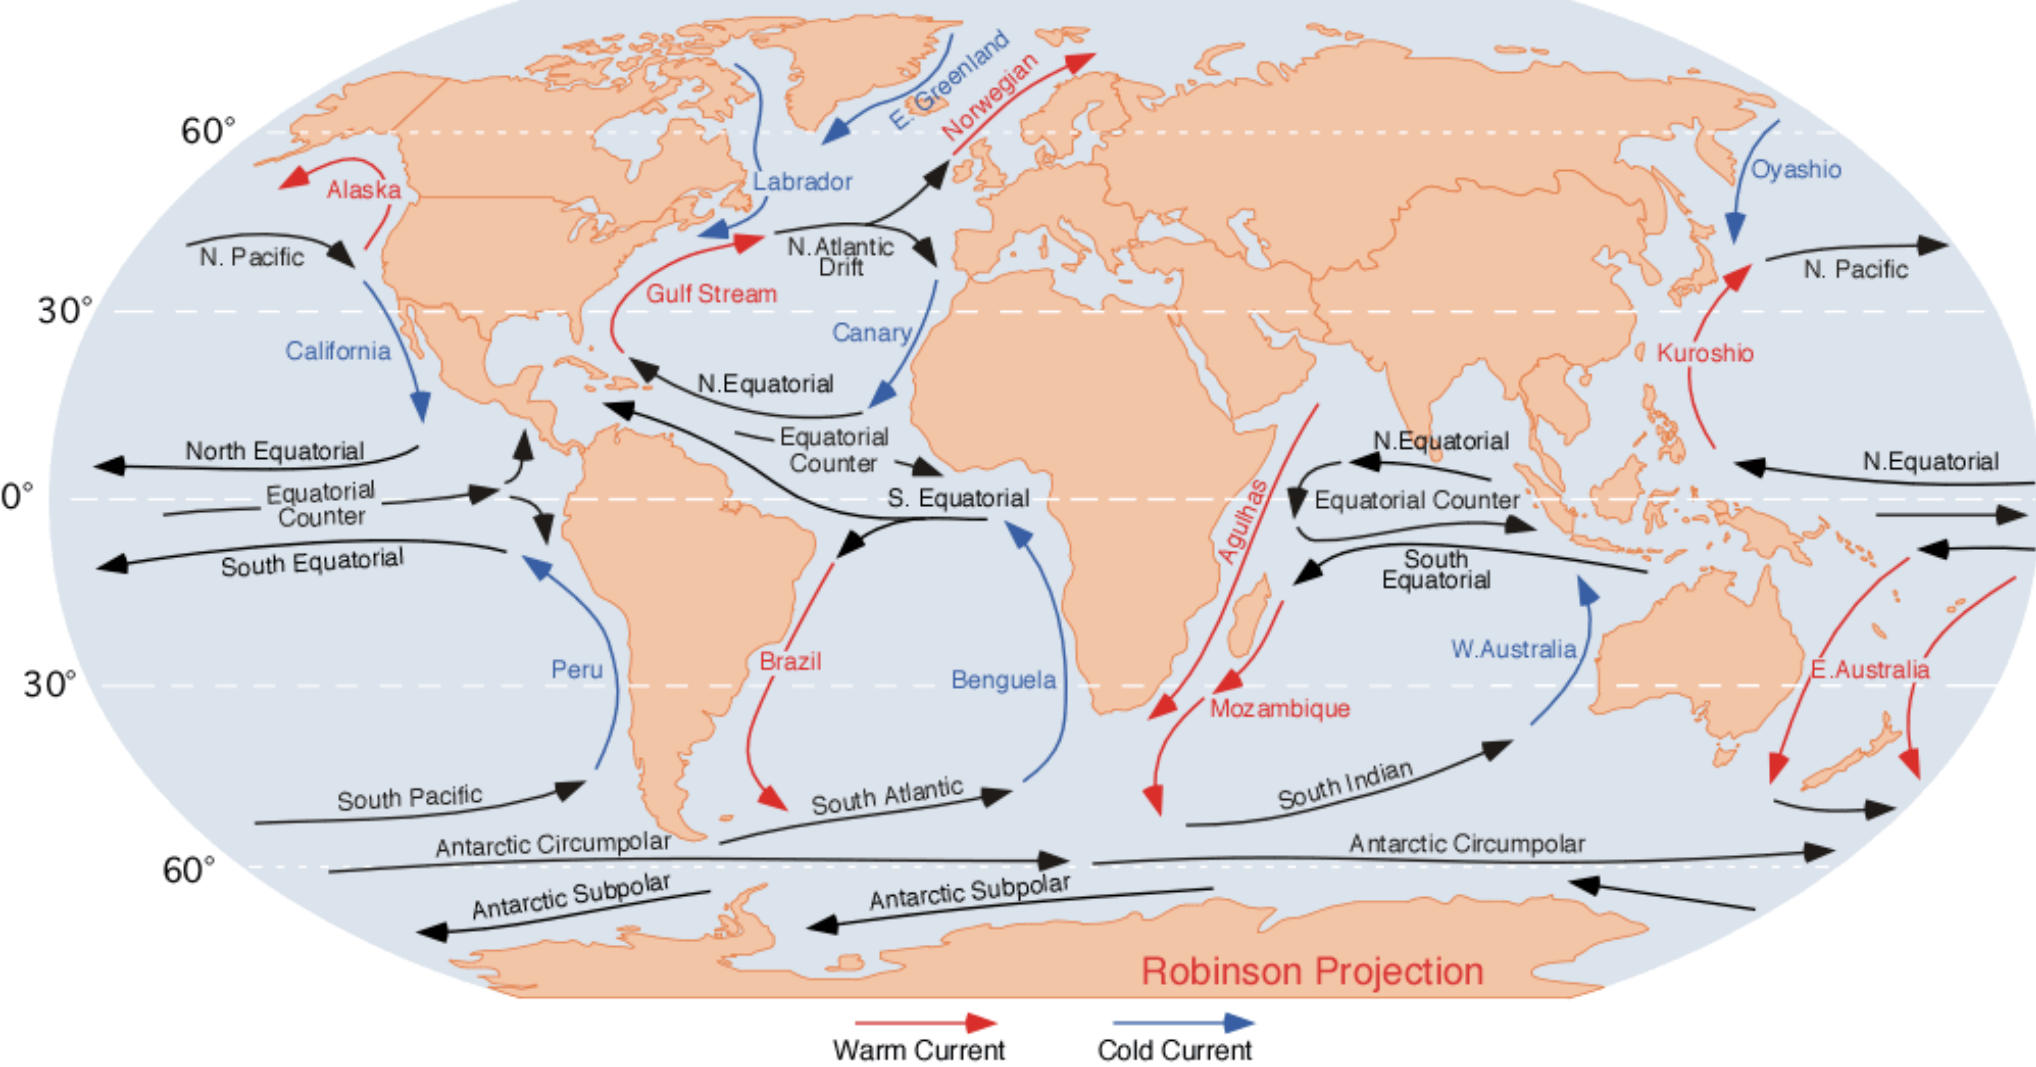 E. Greenland
Norwegian
60°
Labrador
Oyashio
Alaska
N. Pacific
N.Atlantic
Drift
N. Pacific
Gulf Stream
30°
Canary
California
Kuroshio
N.Equatorial
North Equatorial
Equatorial
Counter
N.Equatorial
N.Equatorial
0°
Equatorial
Counter
S. Equatorial
Equatorial Counter
Agulhas
South Equatorial
South
Equatorial
Peru
Brazil
Benguela
W.Australia
E.Australia
30°
Mozambique
South Pacific
South Atlantic
South Indian
Antarctic Circumpolar
Antarctic Circumpolar
60°
Antarctic Subpolar
Antarctic Subpolar
Robinson Projection
Warm Current
Cold Current